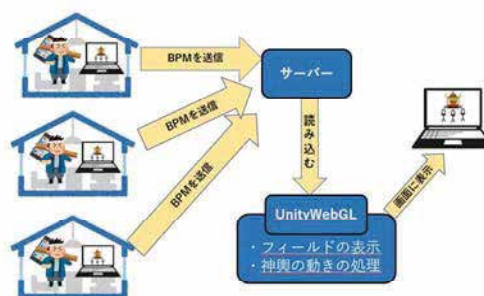 BPMを送信
BPMを送信
BPMを送信
サーバー
読み込む
UnityWebGL
・フィールドの表示
・神輿の動きの処理
画面に表示